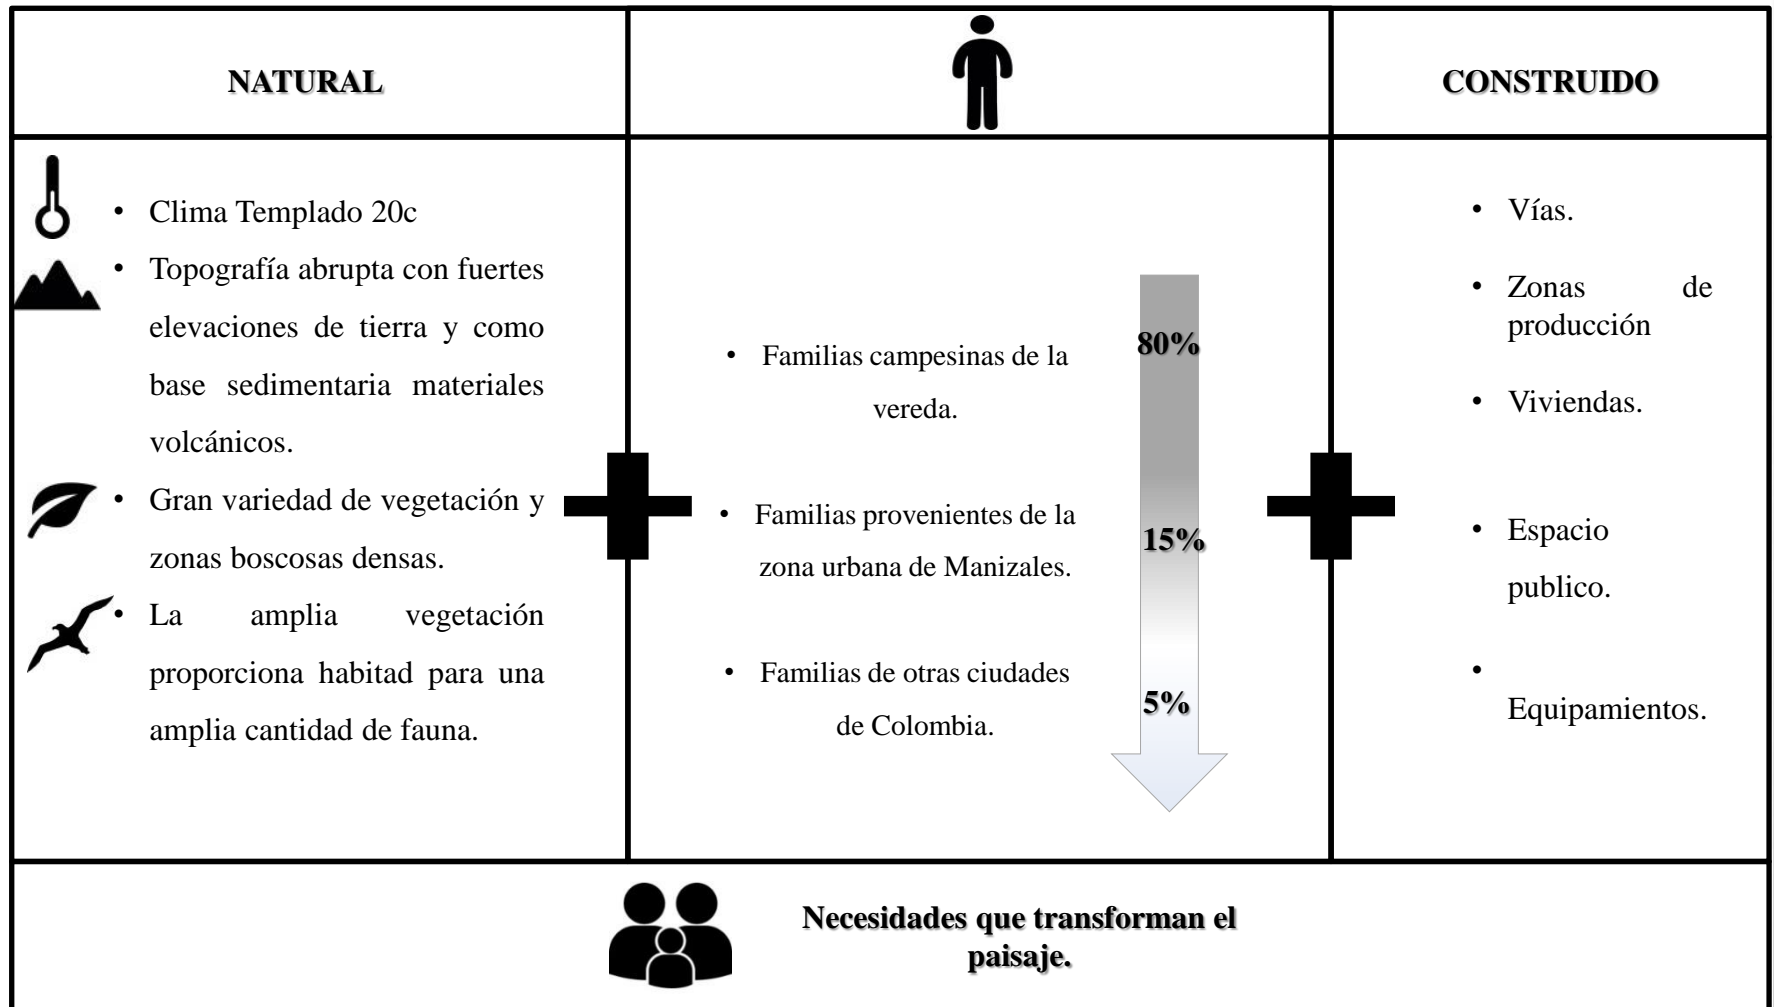 NATURAL
CONSTRUIDO
• Clima Templado 20c
• Topografía abrupta con fuertes
elevaciones de tierra y como
base sedimentaria materiales
volcánicos.
• Gran variedad de vegetación y
zonas boscosas densas.
• La amplia vegetación
proporciona habitad para una
amplia cantidad de fauna.
• Familias campesinas de la
vereda.
80%
• Familias provenientes de la
zona urbana de Manizales.
15%
• Familias de otras ciudades
de Colombia.
5%
• Vías.
• Zonas de
producción
• Viviendas.
• Espacio
publico.
•
Equipamientos.
Necesidades que transforman el
paisaje.